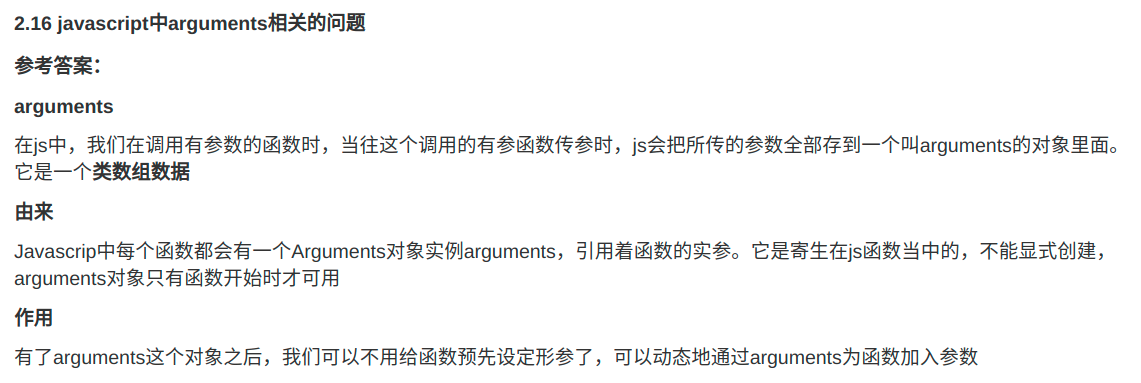 2.16 javascript中arguments相关的问题
参考答案：
arguments
在js中，我们在调用有参数的函数时，当往这个调用的有参函数传参时，js会把所传的参数全部存到一个叫arguments的对象里面。
它是一个类数组数据
由来
Javascrip中每个函数都会有一个Arguments对象实例arguments，引用着函数的实参。它是寄生在js函数当中的，不能显式创建，
arguments对象只有函数开始时才可用
作用
有了arguments这个对象之后，我们可以不用给函数预先设定形参了，可以动态地通过arguments为函数加入参数